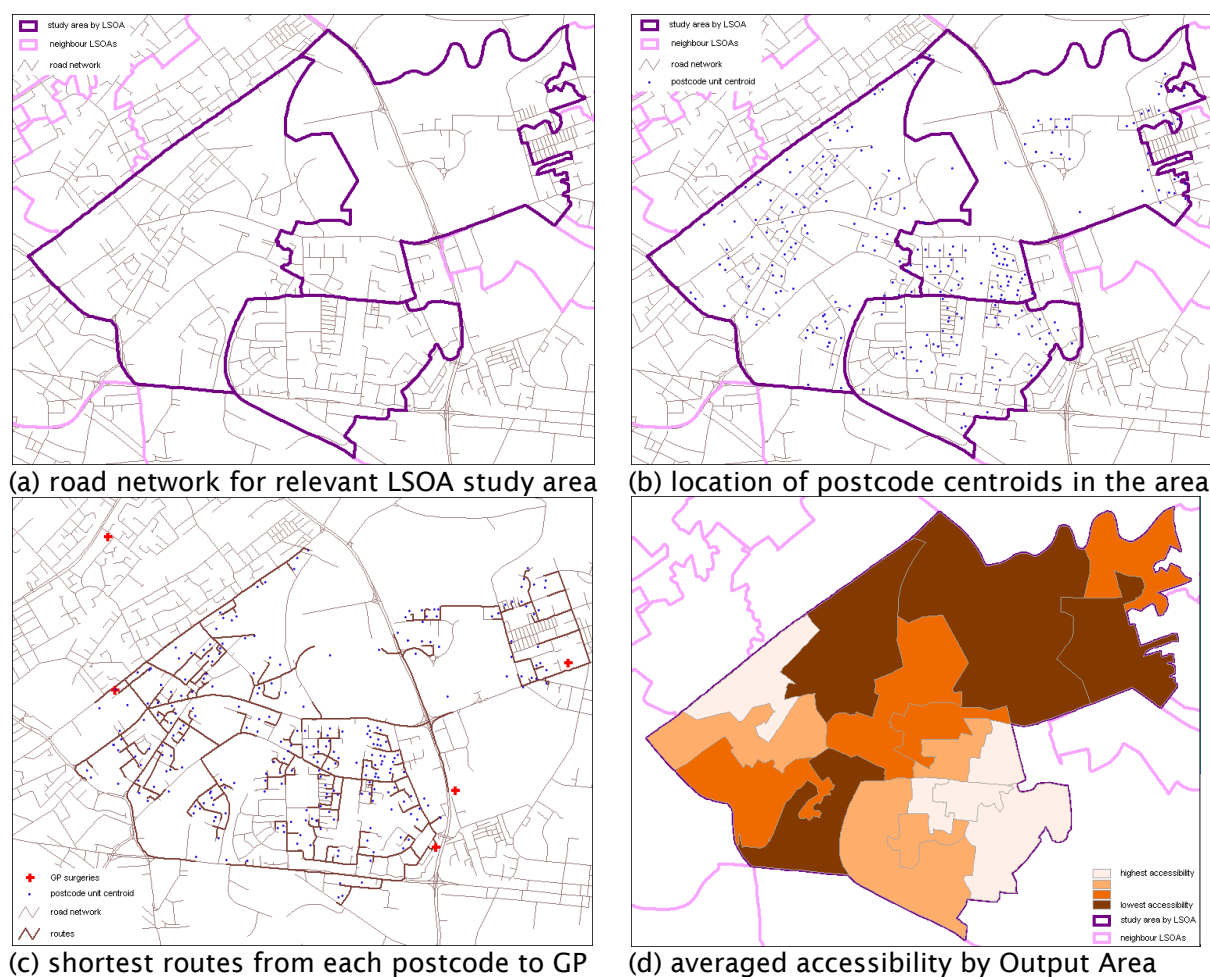 study area by LSOA
neighbour LSOAs
road network
(a) road network for relevant LSOA study area
study area by LSOA
neighbour LSOAs
road network
postcode unit centroid
(b) location of postcode centroids in the area
GP surgeries
postcode unit centroid
road network
routes
(c) shortest routes from each postcode to GP
highest accessibility
lowest accessibility
study area by LSOA
neighbour LSOAs
(d) averaged accessibility by Output Area